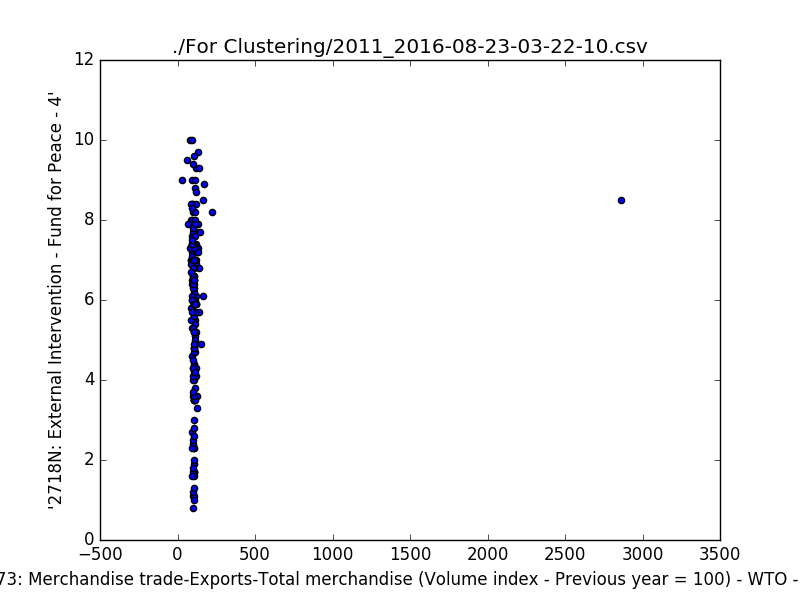 ./For Clustering/2011_2016-08-23-03-22-10.csv
12
10
8
6
4
2
0
'2718N: External Intervention - Fund for Peace - 4'
−500 0 500 1000 1500 2000 2500 3000 3500
73: Merchandise trade-Exports-Total merchandise (Volume index - Previous year = 100) - WTO -